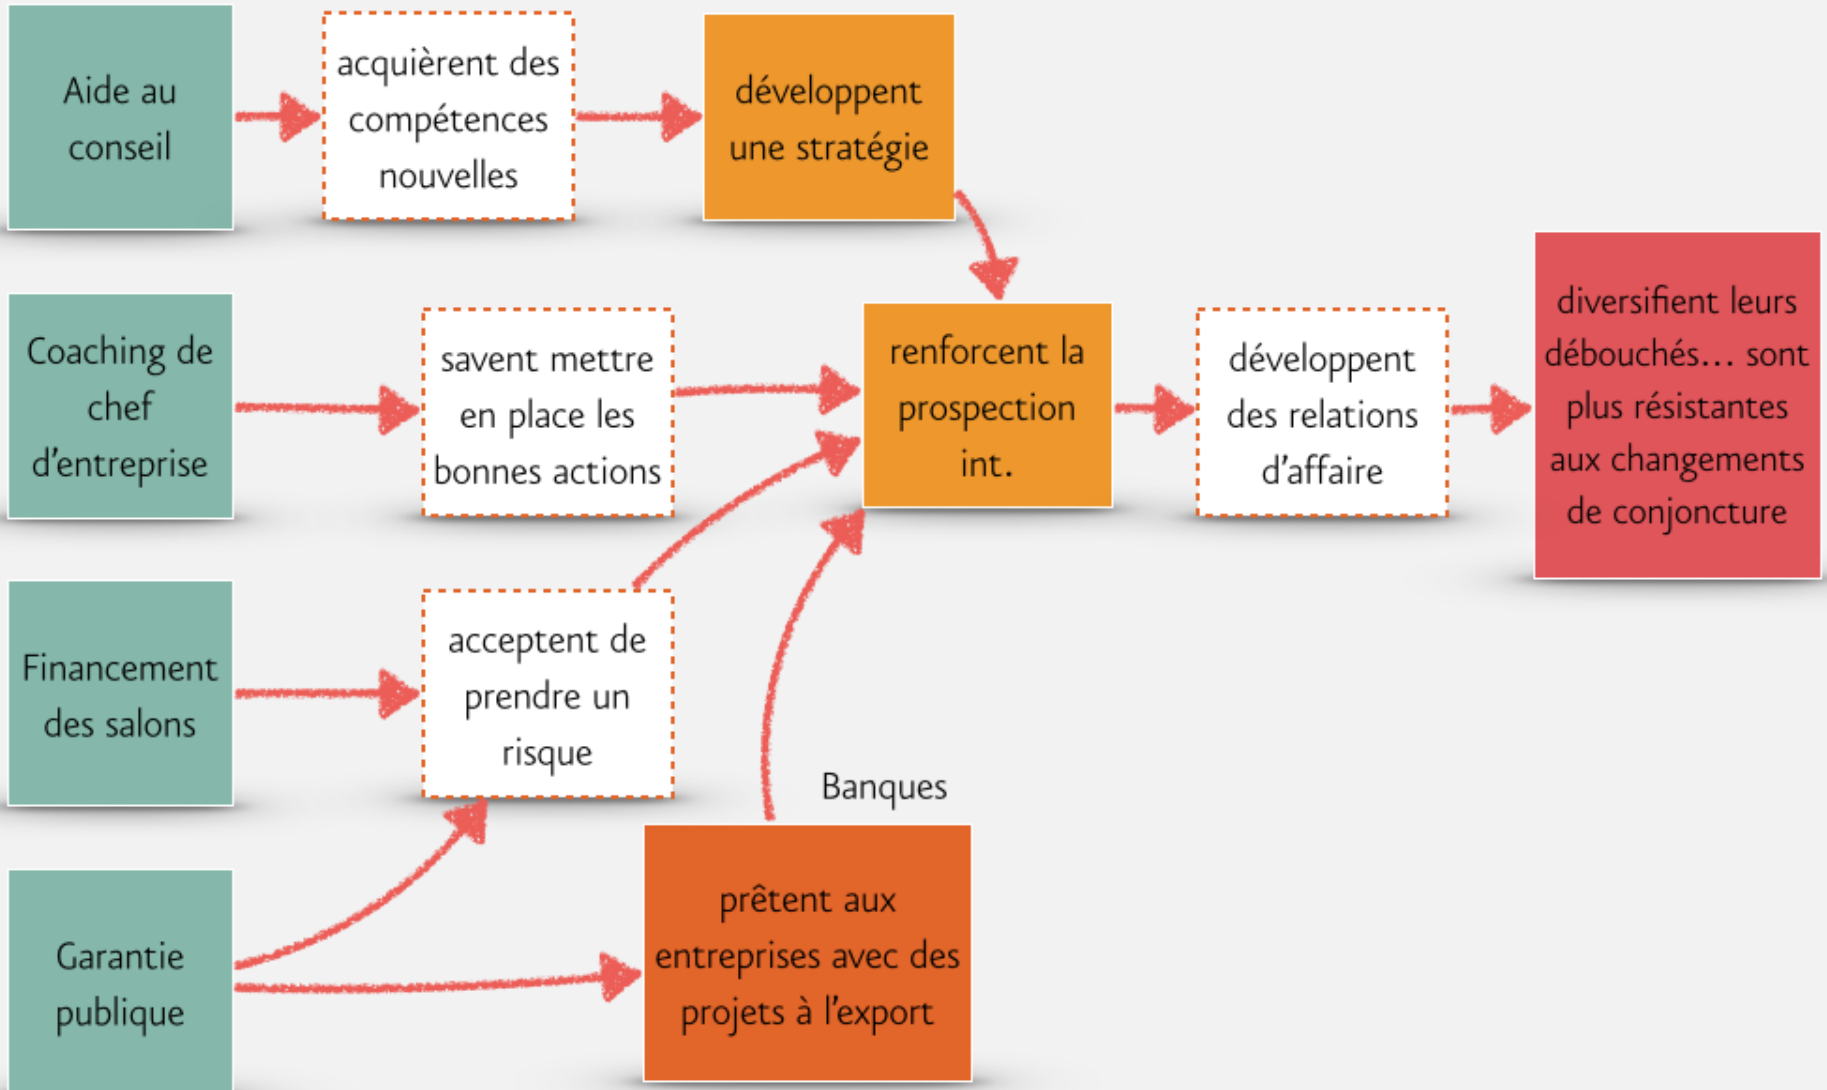 Aide au
conseil
acquièrent des
compétences
nouvelles
développent
une stratégie
Coaching de
chef
d'entreprise
savent mettre
en place les
bonnes actions
renforcent la
prospection
int.
développent
des relations
d'affaire
diversifient leurs
débouchés... sont
plus résistantes
aux changements
de conjoncture
Financement
des salons
acceptent de
prendre un
risque
Banques
Garantie
publique
prêtent aux
entreprises avec des
projets à l'export